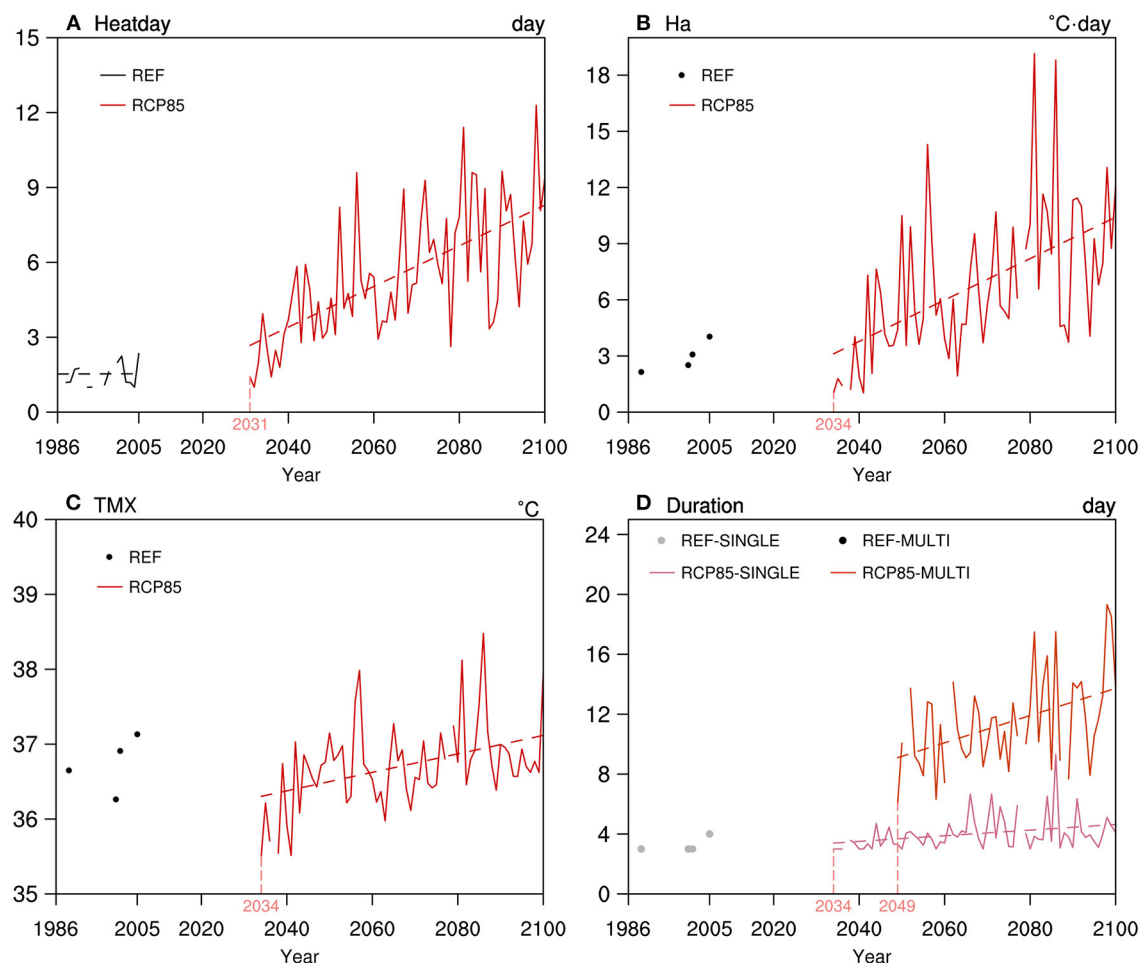 A Heatday day
15
12
9
6
3
0
REF
RCP85
2031
1986 2005 2020 2040 2060 2080 2100
Year
B Ha °C·day
18
15
12
9
6
3
0
REF
RCP85
2034
1986 2005 2020 2040 2060 2080 2100
Year
C TMX °C
40
39
38
37
36
35
REF
RCP85
2034
1986 2005 2020 2040 2060 2080 2100
Year
D Duration day
24
20
16
12
8
4
0
REF-SINGLE REF-MULTI
RCP85-SINGLE RCP85-MULTI
2034 2049
1986 2005 2020 2040 2060 2080 2100
Year